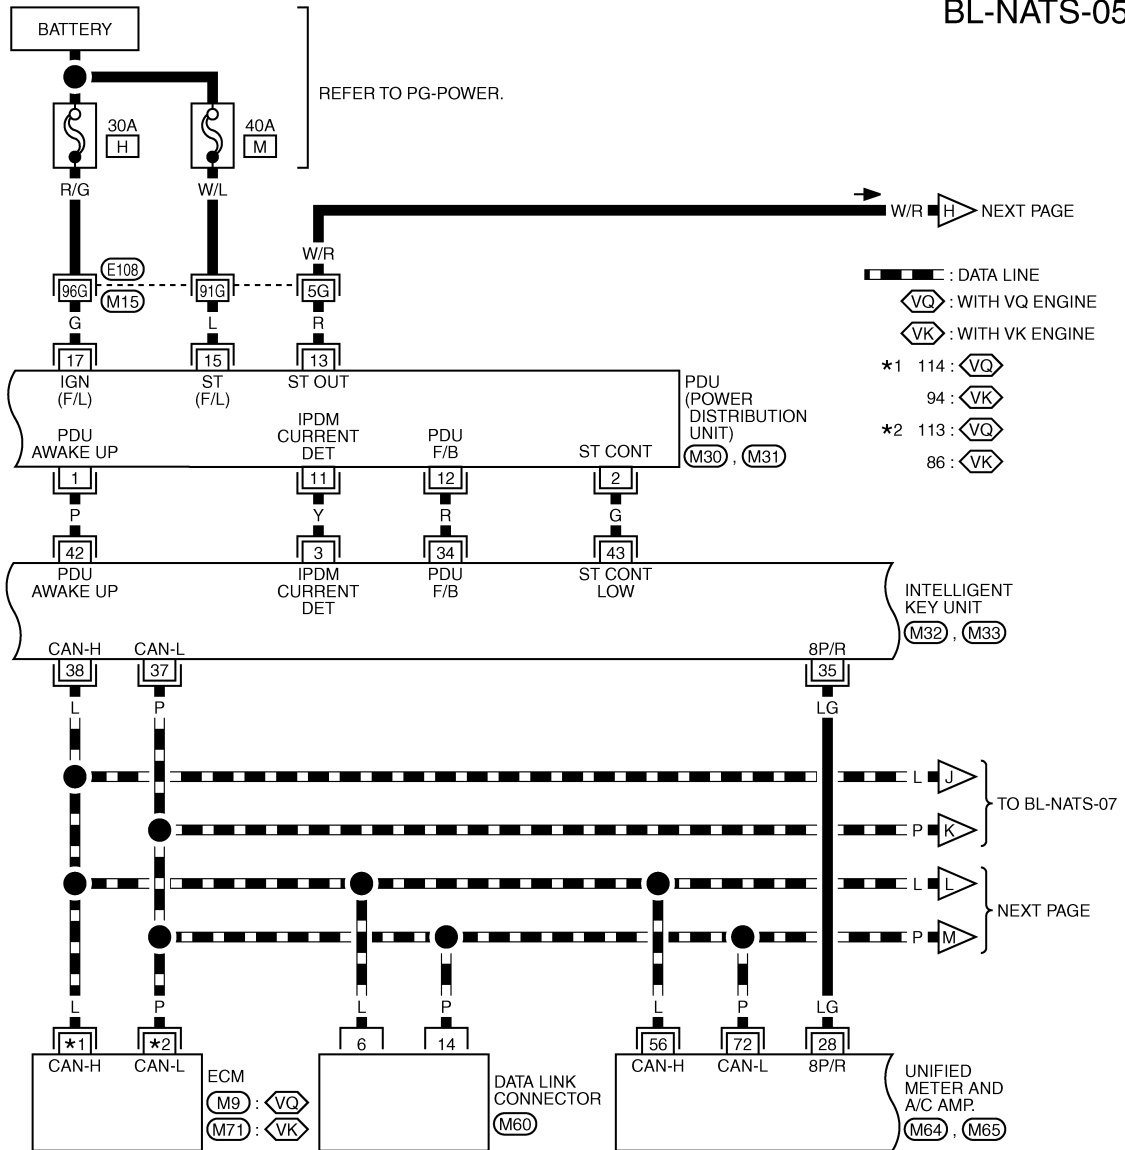 BL-NATS-05
BATTERY
REFER TO PG-POWER.
30A
H
40A
M
R/G
W/L
W/R
W/R
H
NEXT PAGE
E108
M15
96G
91G
5G
G
L
R
: DATA LINE
VQ : WITH VQ ENGINE
VK : WITH VK ENGINE
*1 114 : VQ
94 : VK
*2 113 : VQ
86 : VK
17
15
13
IGN
(F/L)
ST
(F/L)
ST OUT
PDU
(POWER
DISTRIBUTION
UNIT)
M30 , M31
PDU
AWAKE UP
IPDM
CURRENT
DET
PDU
F/B
ST CONT
1
11
12
2
P
Y
R
G
42
3
34
43
PDU
AWAKE UP
IPDM
CURRENT
DET
PDU
F/B
ST CONT
LOW
INTELLIGENT
KEY UNIT
M32 , M33
CAN-H
CAN-L
8P/R
38
37
35
L
P
LG
L
J
P
K
TO BL-NATS-07
L
L
P
M
NEXT PAGE
L
P
L
P
L
P
LG
*1
*2
6
14
56
72
28
CAN-H
CAN-L
CAN-H
CAN-L
8P/R
ECM
M9 : VQ
M71 : VK
DATA LINK
CONNECTOR
M60
UNIFIED
METER AND
A/C AMP.
M64 , M65